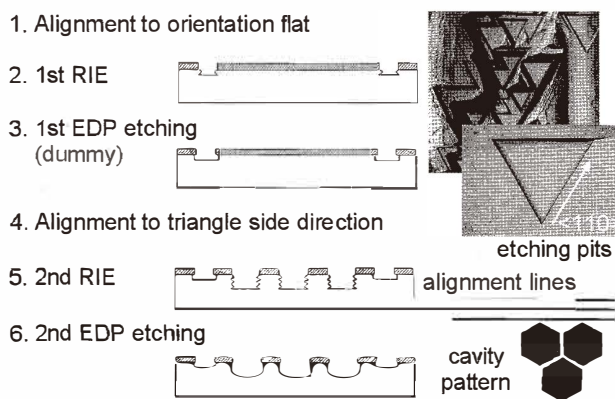 1. Alignment to orientation flat
2. 1st RIE
3. 1st EDP etching
(dummy)
4. Alignment to triangle side direction
<110
etching pits
5. 2nd RIE
alignment lines
6. 2nd EDP etching
cavity
pattern